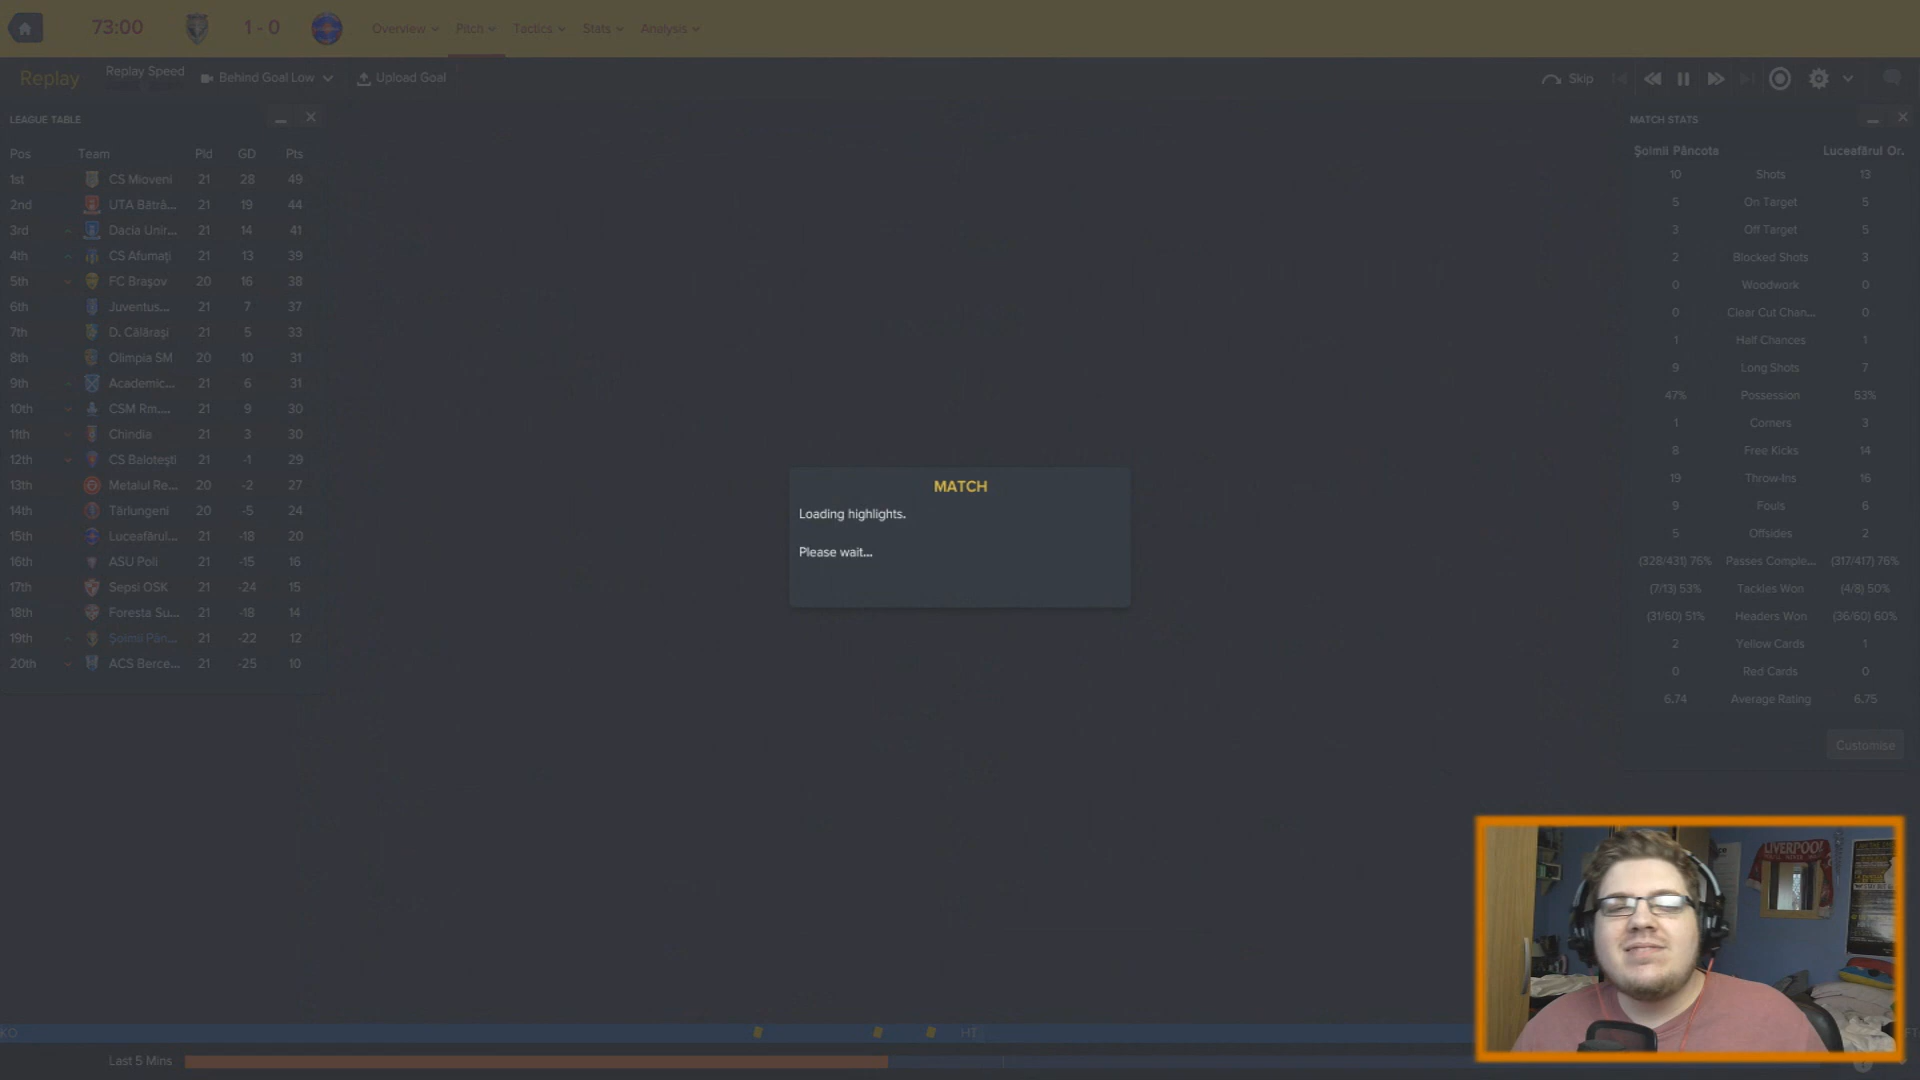 73:00 1 - 0 Overview Pitch Tactics Stats Analysis
Replay Replay Speed Behind Goal Low Upload Goal Skip
LEAGUE TABLE
Pos Team Pld GD Pts
1st CS Mioveni 21 28 49
2nd UTA Bătrâ... 21 19 44
3rd Dacia Unir... 21 14 41
4th CS Afumați 21 13 39
5th FC Brașov 20 16 38
6th Juventus... 21 7 37
7th D. Călărași 21 5 33
8th Olimpia SM 20 10 31
9th Academic... 21 6 31
10th CSM Rm.... 21 9 30
11th Chindia 21 3 30
12th CS Balotești 21 -1 29
13th Metalul Re... 20 -2 27
14th Tărlungeni 20 -5 24
15th Luceafărul... 21 -18 20
16th ASU Poli 21 -15 16
17th Sepsi OSK 21 -24 15
18th Foresta Su... 21 -18 14
19th Șoimii Pân... 21 -22 12
20th ACS Berce... 21 -25 10
MATCH
Loading highlights.
Please wait...
MATCH STATS
Șoimii Pâncota Luceafărul Or.
10 Shots 13
5 On Target 5
3 Off Target 5
2 Blocked Shots 3
0 Woodwork 0
0 Clear Cut Chan... 0
1 Half Chances 1
9 Long Shots 7
47% Possession 53%
1 Corners 3
8 Free Kicks 14
19 Throw-Ins 16
9 Fouls 6
5 Offsides 2
(328/431) 76% Passes Comple... (317/417) 76%
(7/13) 53% Tackles Won (4/8) 50%
(31/60) 51% Headers Won (36/60) 60%
2 Yellow Cards 1
0 Red Cards 0
6.74 Average Rating 6.75
Customise
LIVERPOOL
KO HT FT
Last 5 Mins